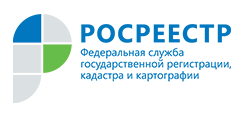 РОСРЕЕСТР
Федеральная служба
государственной регистрации,
кадастра и картографии